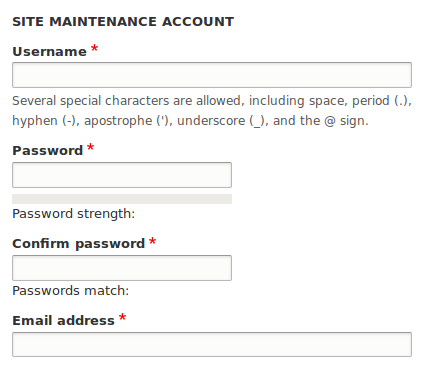 SITE MAINTENANCE ACCOUNT
Username *
Several special characters are allowed, including space, period (.),
hyphen (-), apostrophe ('), underscore (_), and the @ sign.
Password *
Password strength:
Confirm password *
Passwords match:
Email address *